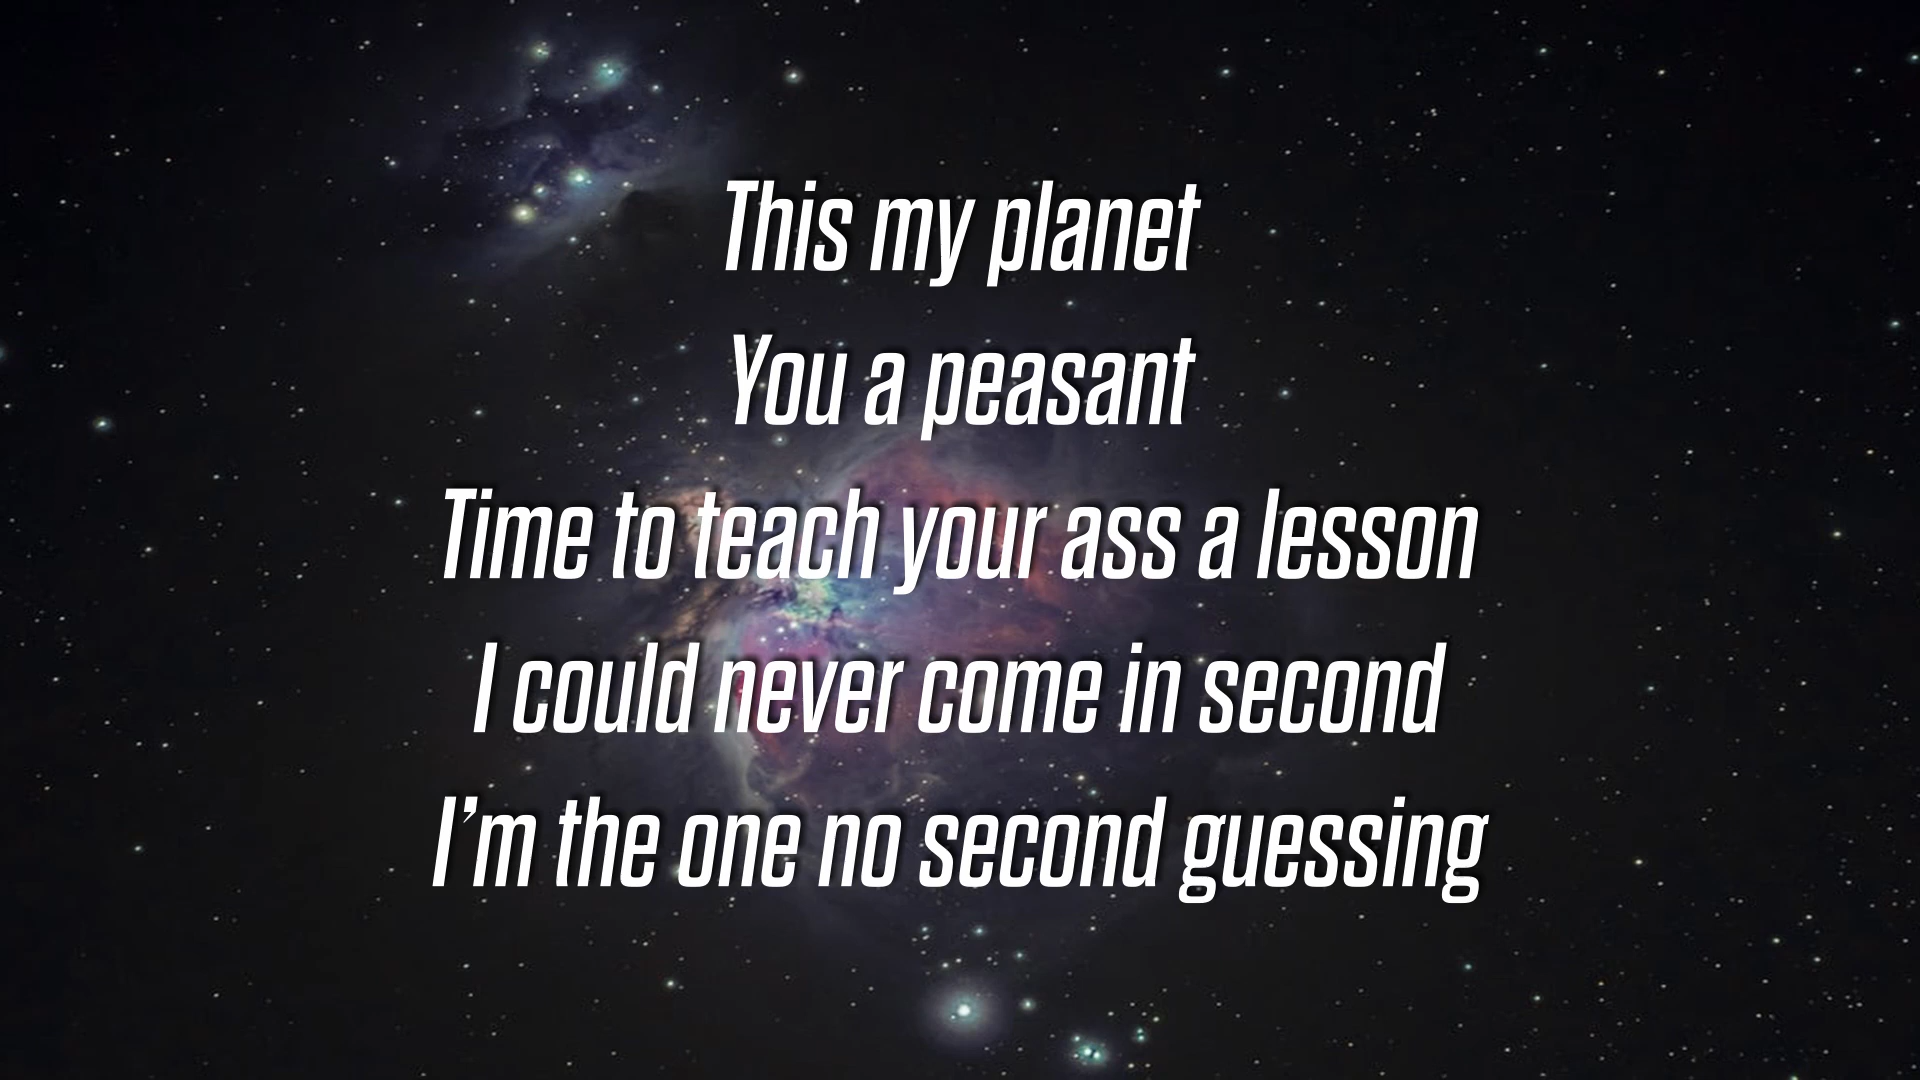 This my planet
You a peasant
Time to teach your ass a lesson
I could never come in second
I'm the one no second guessing